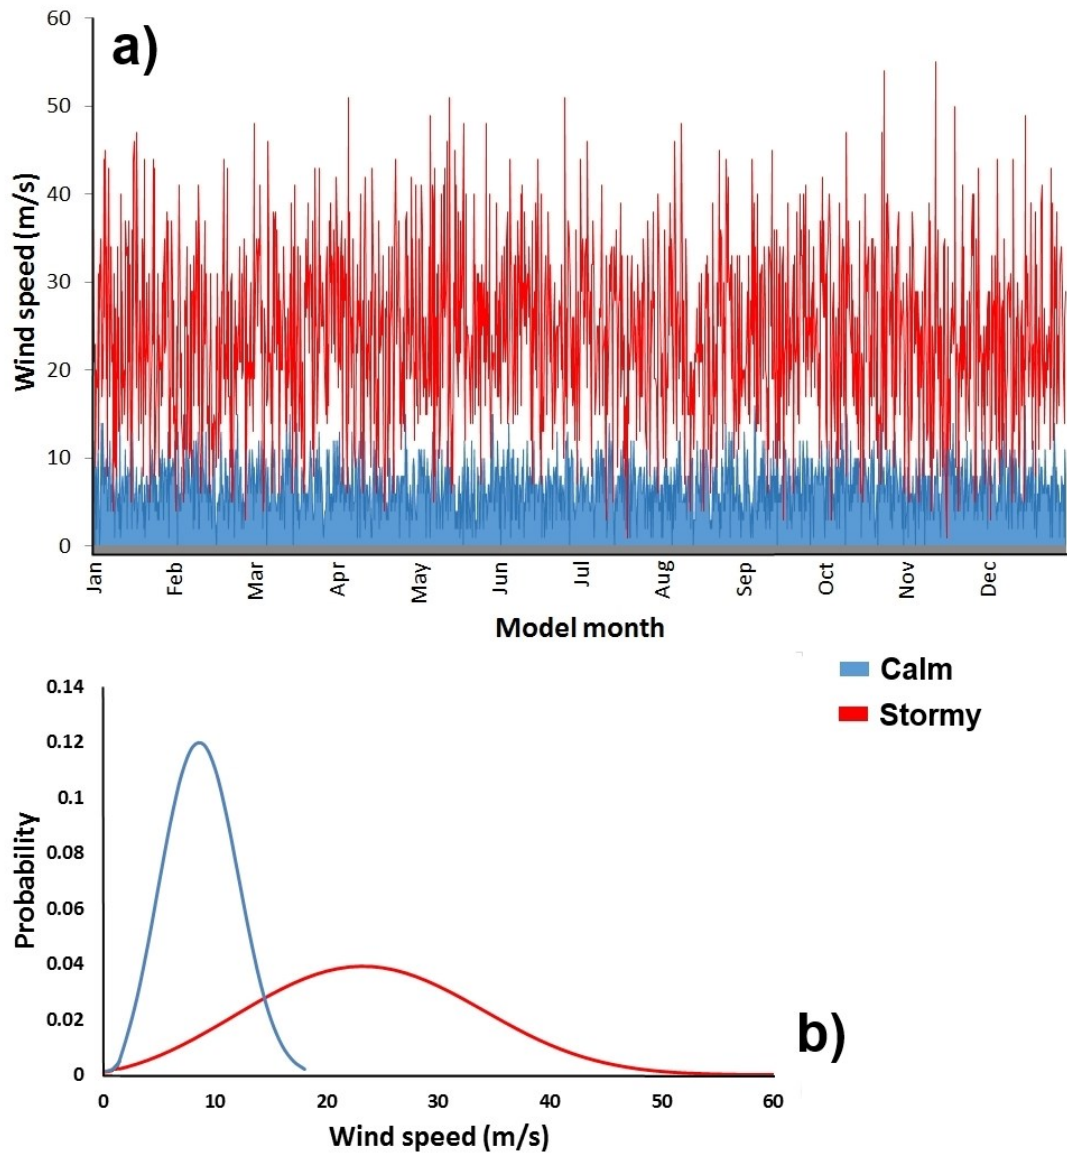 a)
Wind speed (m/s)
60
50
40
30
20
10
0
Jan
Feb
Mar
Apr
May
Jun
Jul
Aug
Sep
Oct
Nov
Dec
Model month
Calm
Stormy
Probability
0.14
0.12
0.1
0.08
0.06
0.04
0.02
0
b)
0 10 20 30 40 50 60
Wind speed (m/s)